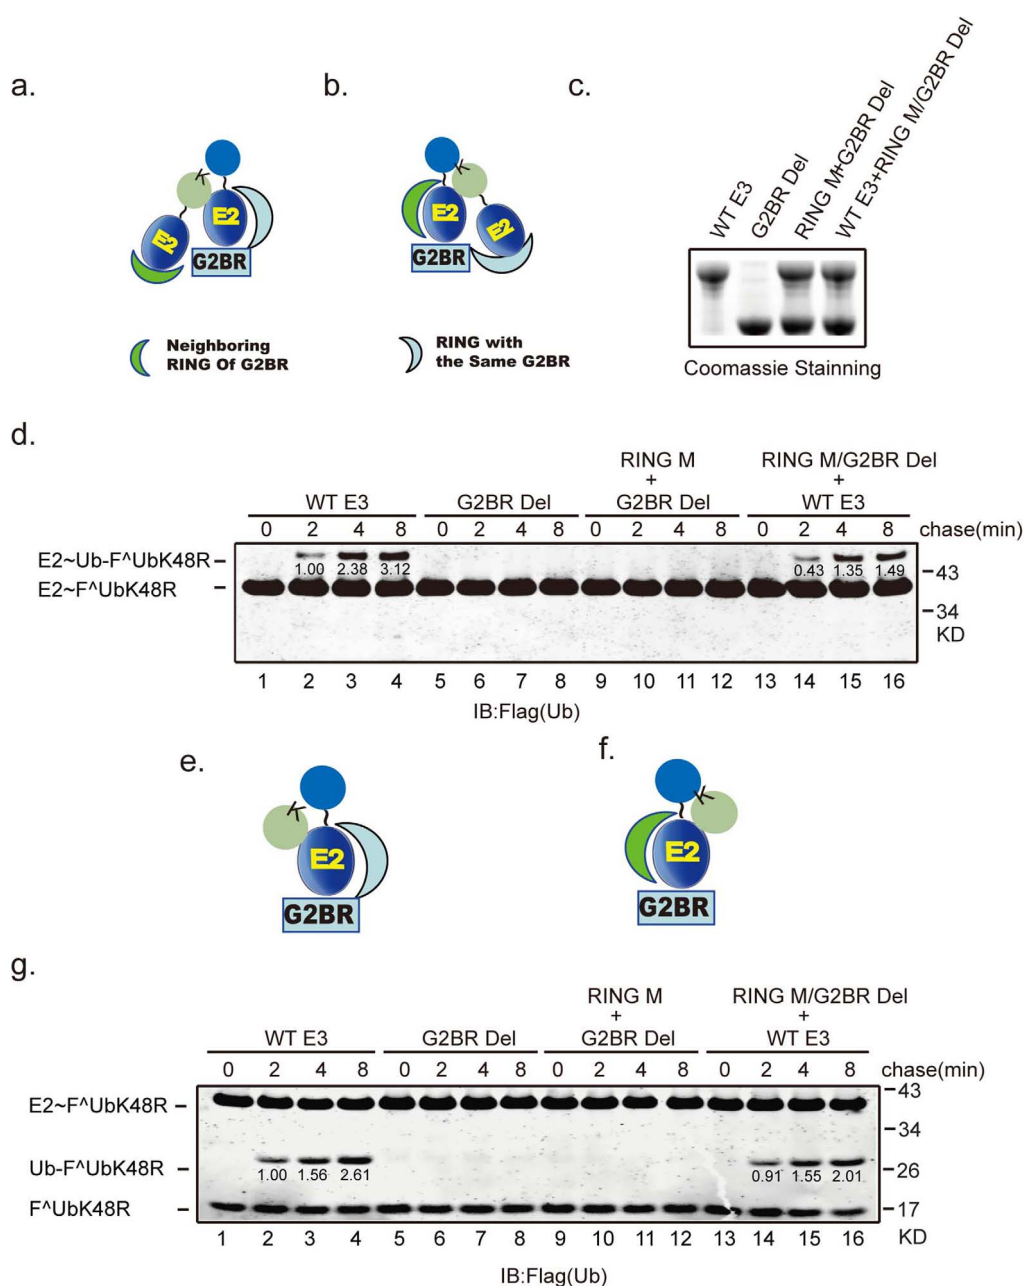 a.
b.
c.
WT E3
G2BR Del
RING M+G2BR Del
WT E3+RING M/G2BR Del
K
E2
E2
G2BR
K
E2
E2
G2BR
Neighboring
RING Of G2BR
RING with
the Same G2BR
Coomassie Stainning
d.
RING M
+
G2BR Del
RING M/G2BR Del
+
WT E3
WT E3
G2BR Del
0 2 4 8 0 2 4 8 0 2 4 8 0 2 4 8 chase(min)
E2~Ub-F^UbK48R
1.00 2.38 3.12 0.43 1.35 1.49
43
E2~F^UbK48R
34
KD
1 2 3 4 5 6 7 8 9 10 11 12 13 14 15 16
IB:Flag(Ub)
e.
f.
K
E2
G2BR
K
E2
G2BR
g.
RING M
+
G2BR Del
RING M/G2BR Del
+
WT E3
WT E3
G2BR Del
0 2 4 8 0 2 4 8 0 2 4 8 0 2 4 8 chase(min)
E2~F^UbK48R
43
34
Ub-F^UbK48R
1.00 1.56 2.61 0.91 1.55 2.01
26
F^UbK48R
17
1 2 3 4 5 6 7 8 9 10 11 12 13 14 15 16 KD
IB:Flag(Ub)